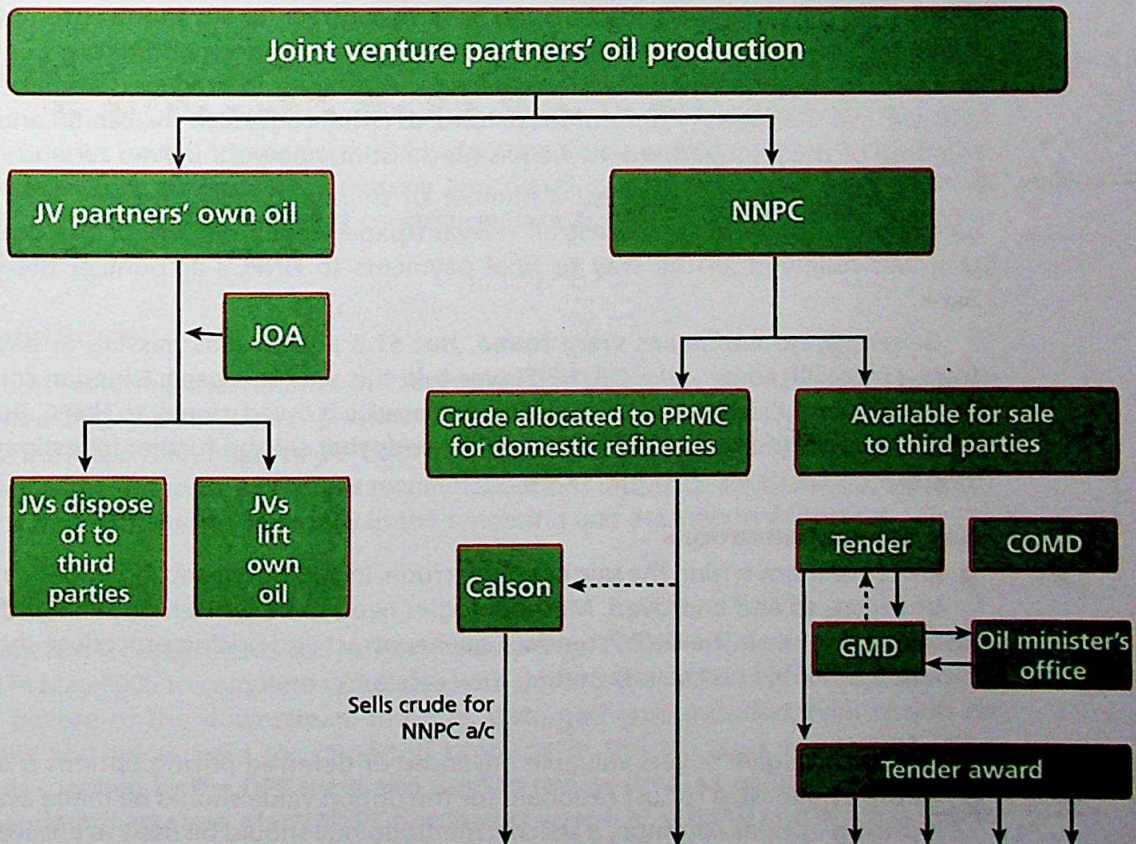 Joint venture partners' oil production
JV partners' own oil
NNPC
JOA
Crude allocated to PPMC
for domestic refineries
Available for sale
to third parties
JVs dispose
of to
third
parties
JVs
lift
own
oil
Tender
COMD
Calson
GMD
Oil minister's
office
Sells crude for
NNPC a/c
Tender award